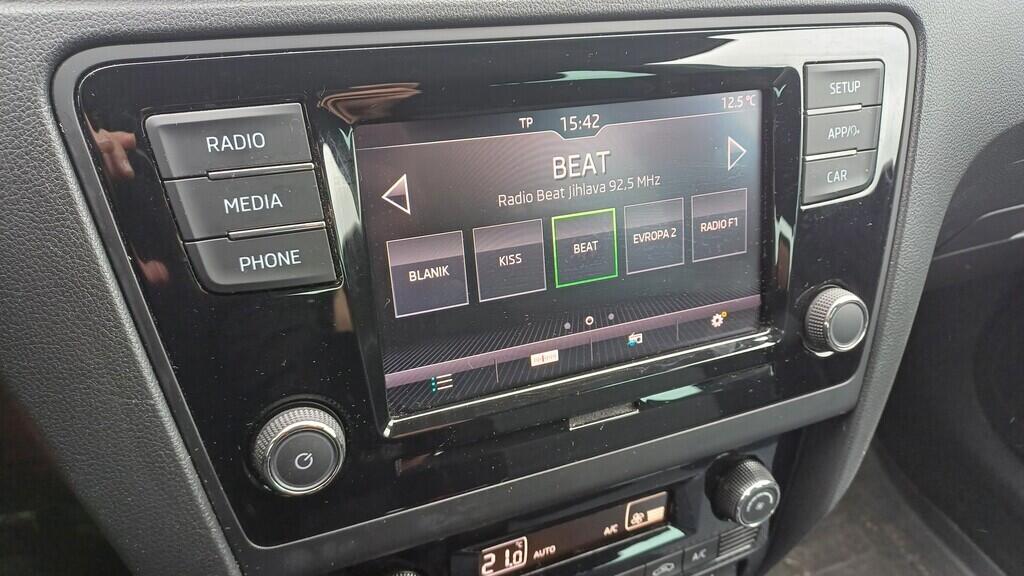 RADIO
MEDIA
PHONE
TP 15:42 12.5 °C
BEAT
Radio Beat Jihlava 92.5 MHz
BLANIK KISS BEAT EVROPA 2 RADIO F1
SETUP
APP/
CAR
21.0 °C AUTO A/C
A/C